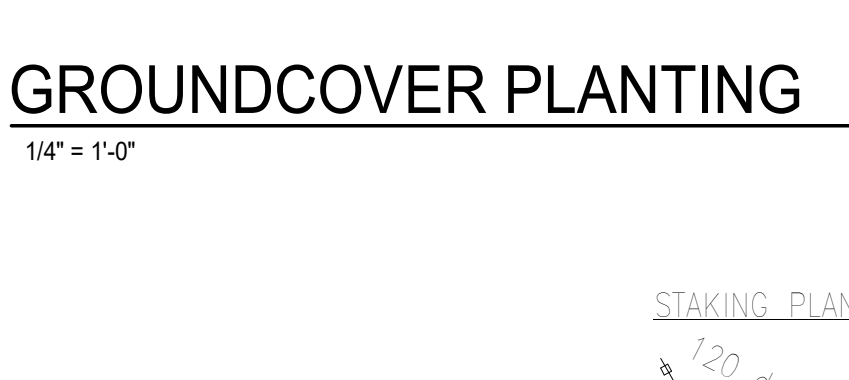 GROUNDCOVER PLANTING
1/4" = 1'-0"
STAKING PLAN
120